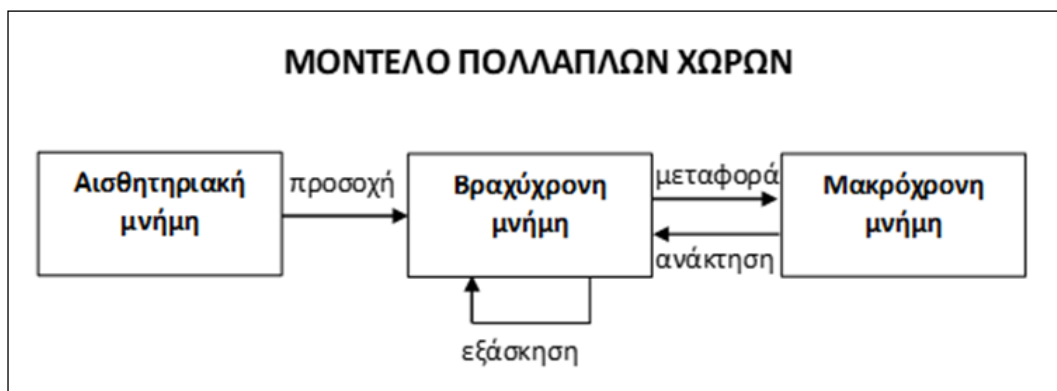 ΜΟΝΤΕΛΟ ΠΟΛΛΑΠΛΩΝ ΧΩΡΩΝ
Αισθητηριακή
μνήμη
προσοχή
Βραχύχρονη
μνήμη
μεταφορά
ανάκτηση
Μακρόχρονη
μνήμη
εξάσκηση